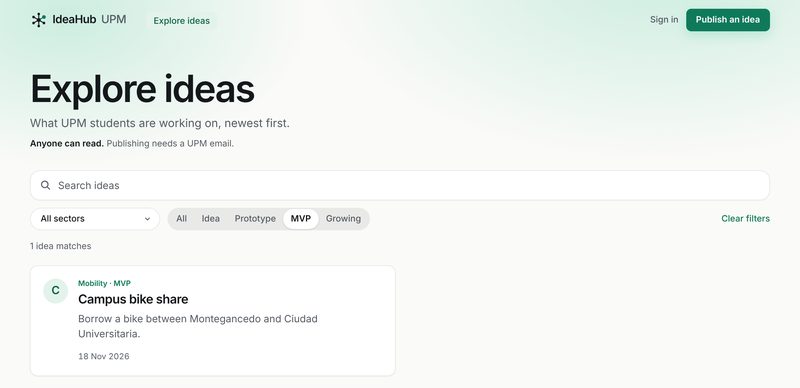 IdeaHub UPM
Explore ideas
Sign in
Publish an idea
Explore ideas
What UPM students are working on, newest first.
Anyone can read. Publishing needs a UPM email.
Search ideas
All sectors
All
Idea
Prototype
MVP
Growing
Clear filters
1 idea matches
C
Mobility · MVP
Campus bike share
Borrow a bike between Montegancedo and Ciudad
Universitaria.
18 Nov 2026